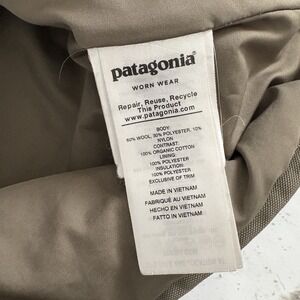 patagonia®
WORN WEAR
Repair, Reuse, Recycle
This Product
www.patagonia.com
BODY:
60% WOOL, 30% POLYESTER, 10%
NYLON
CONTRAST:
100% ORGANIC COTTON
LINING:
100% POLYESTER
INSULATION:
100% POLYESTER
EXCLUSIVE OF TRIM
MADE IN VIETNAM
FABRIQUÉ AU VIETNAM
HECHO EN VIETNAM
FATTO IN VIETNAM